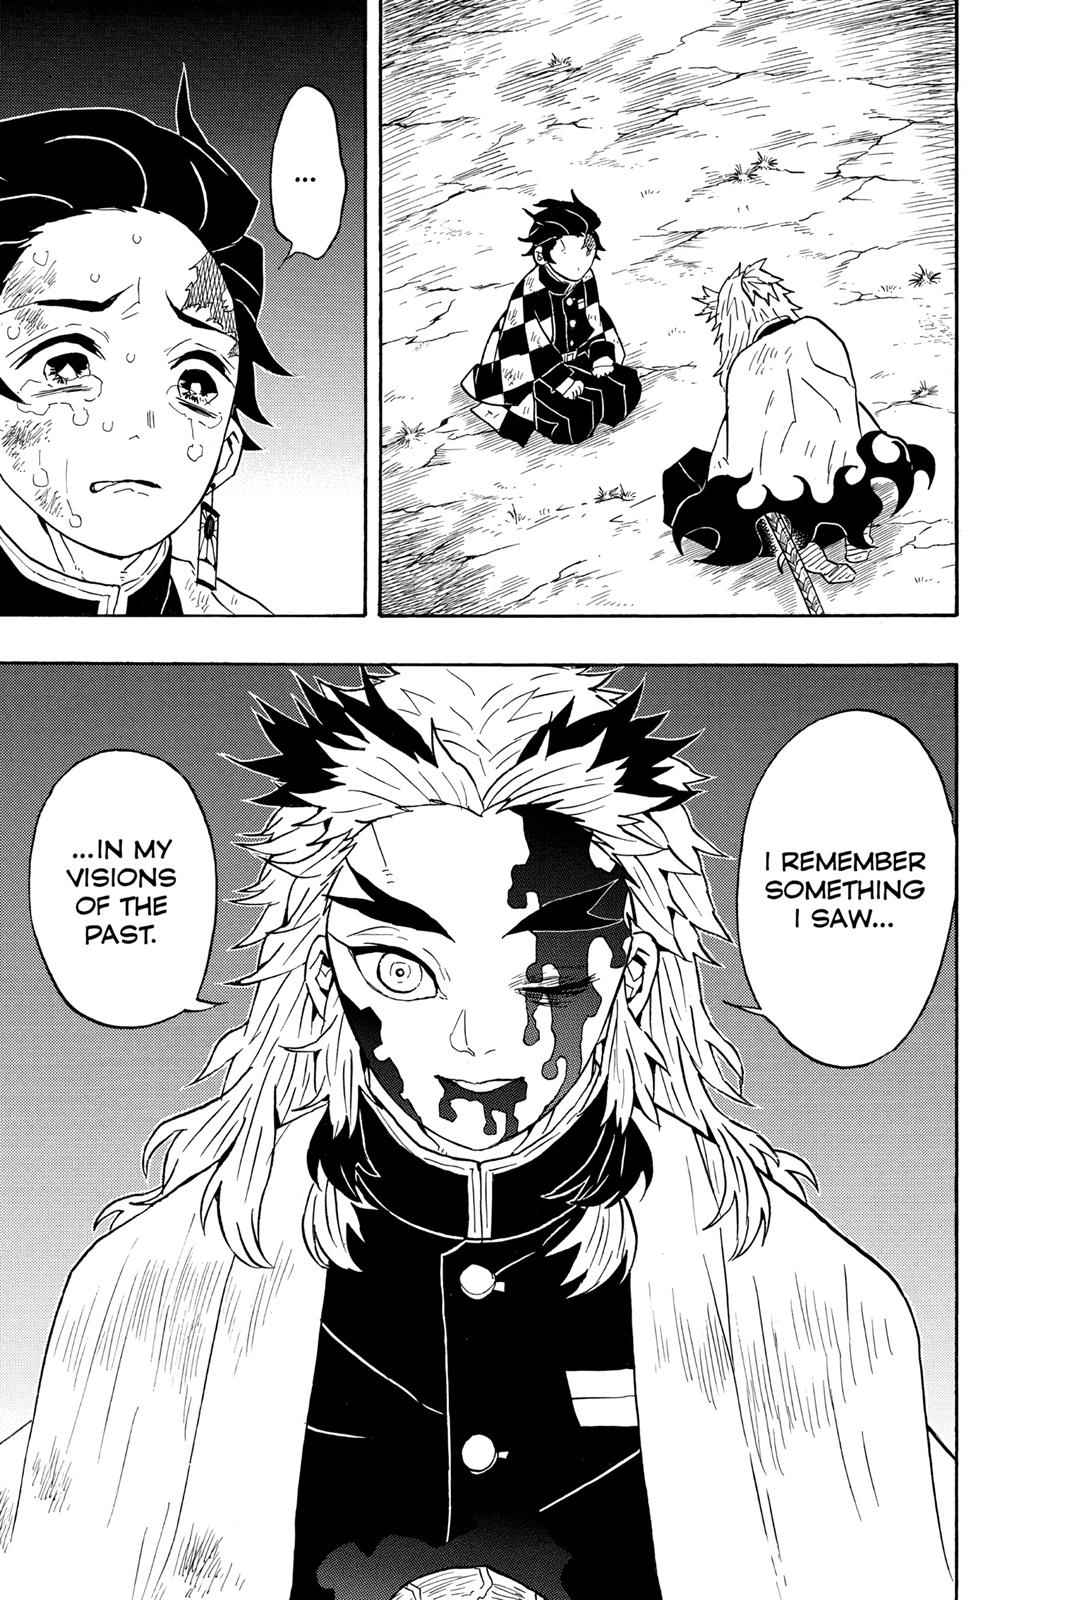 ...
I REMEMBER
SOMETHING
I SAW...
...IN MY
VISIONS
OF THE
PAST.